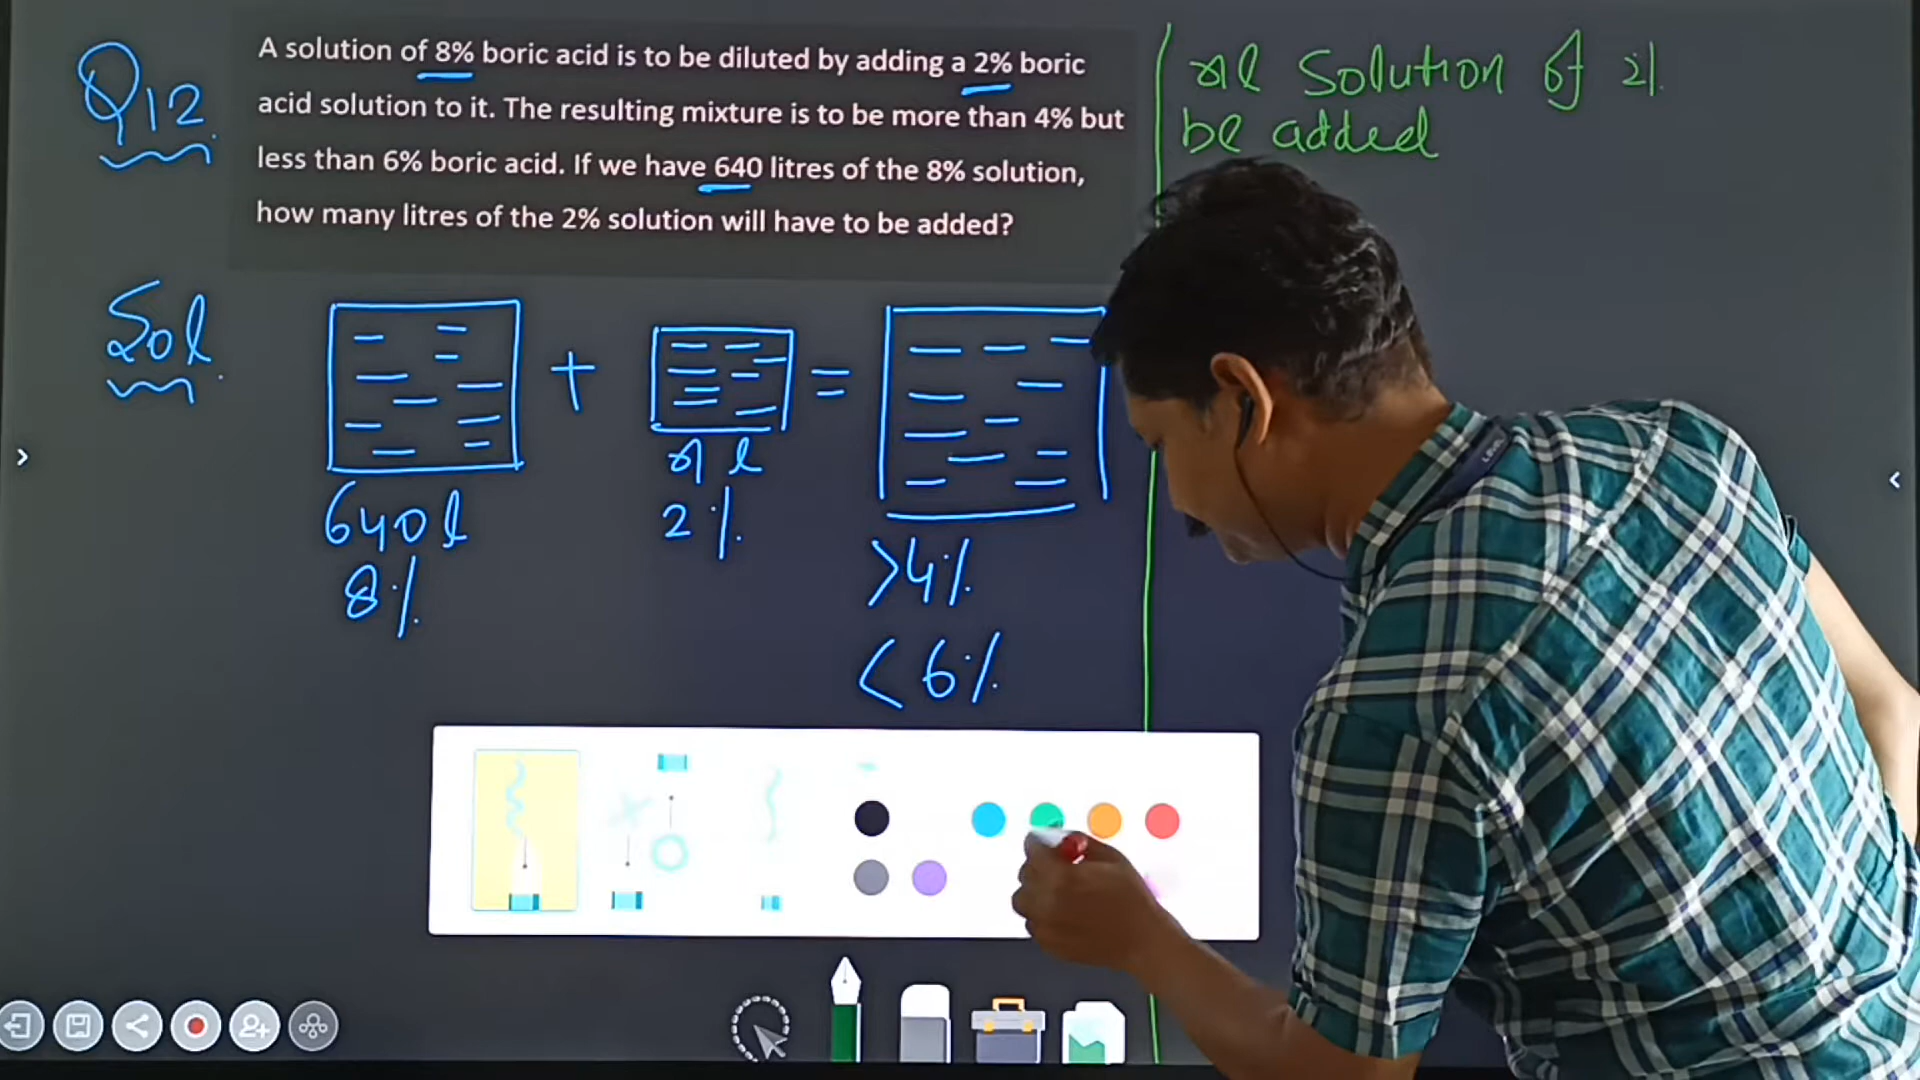 Q12.
A solution of 8% boric acid is to be diluted by adding a 2% boric
acid solution to it. The resulting mixture is to be more than 4% but
less than 6% boric acid. If we have 640 litres of the 8% solution,
how many litres of the 2% solution will have to be added?
x l Solution of 2%
be added
Sol.
+ =
640 l
8%
x l
2%
>4%
<6%